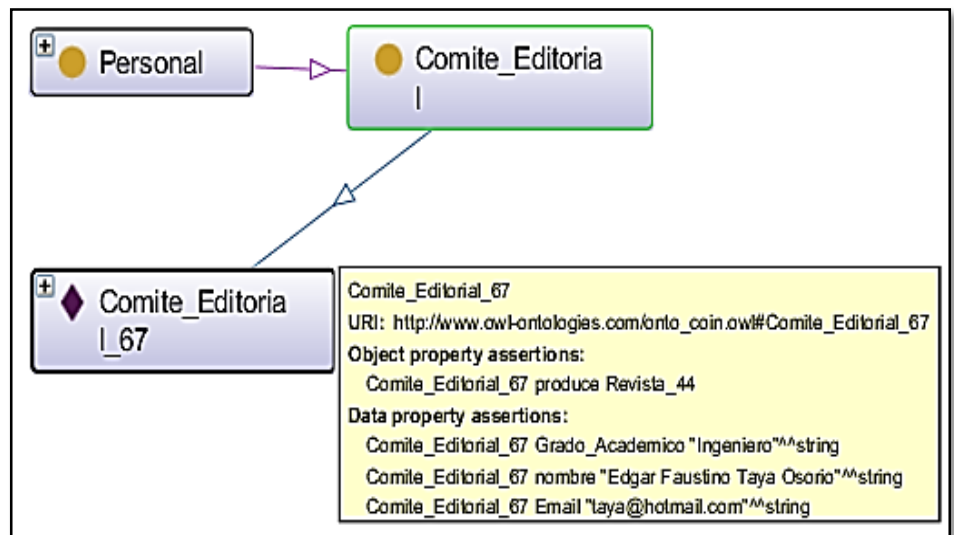 Personal
Comite_Editoria
l
Comite_Editoria
l_67
Comite_Editorial_67
URI: http://www.owl-ontologies.com/onto_coin.owl#Comite_Editorial_67
Object property assertions:
Comite_Editorial_67 produce Revista_44
Data property assertions:
Comite_Editorial_67 Grado_Academico "Ingeniero"^^string
Comite_Editorial_67 nombre "Edgar Faustino Taya Osorio"^^string
Comite_Editorial_67 Email "taya@hotmail.com"^^string